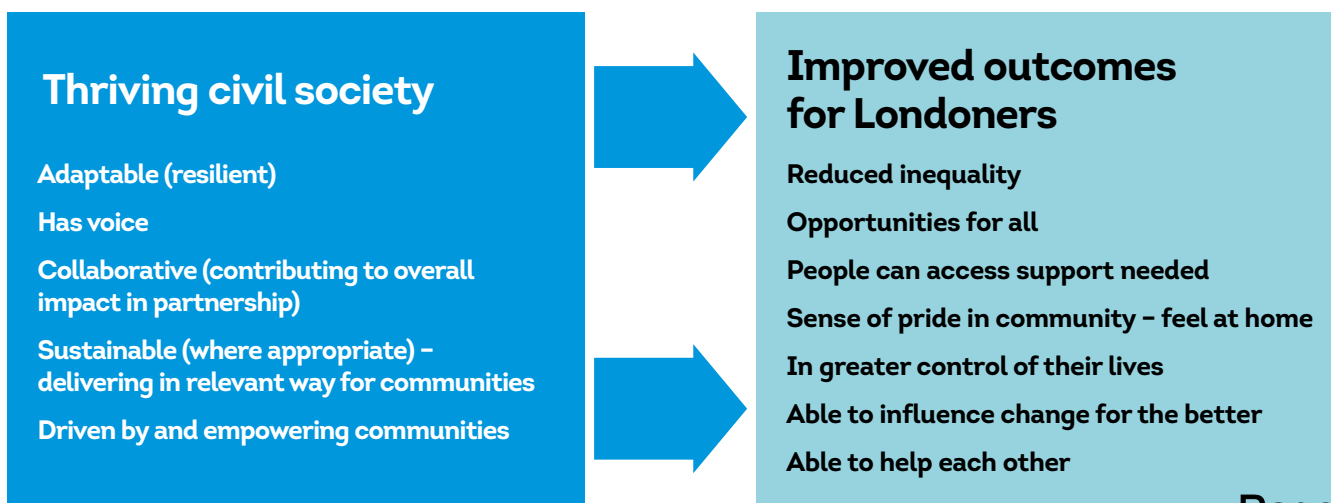 Thriving civil society
Adaptable (resilient)
Has voice
Collaborative (contributing to overall
impact in partnership)
Sustainable (where appropriate) –
delivering in relevant way for communities
Driven by and empowering communities
Improved outcomes
for Londoners
Reduced inequality
Opportunities for all
People can access support needed
Sense of pride in community – feel at home
In greater control of their lives
Able to influence change for the better
Able to help each other